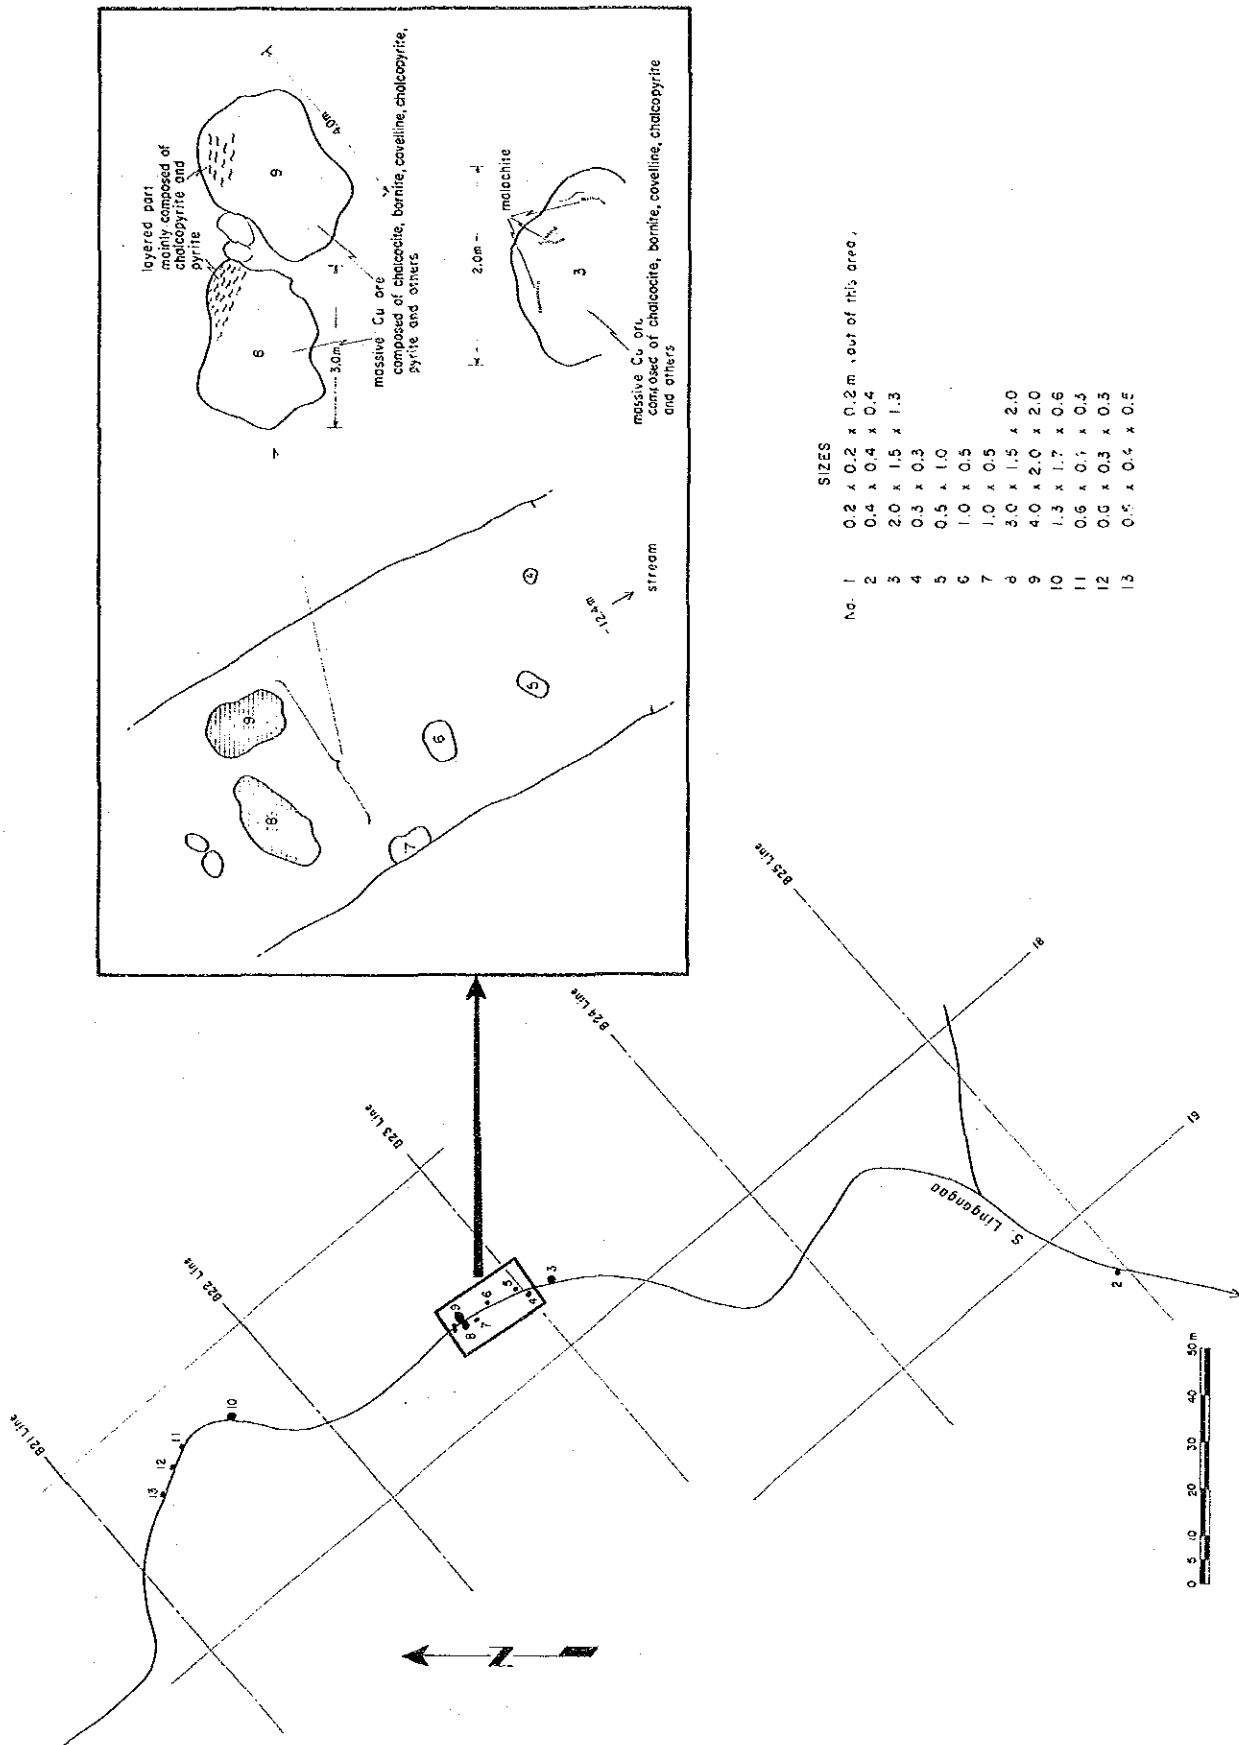 layered part
mainly composed of
chalcopyrite and
pyrite
8
9
3.0m
4.0m
massive Cu ore
composed of chalcocite, bornite, covelline, chalcopyrite,
pyrite and others
2.0m
malachite
3
massive Cu ore
composed of chalcocite, bornite, covelline, chalcopyrite
and others
9
8
7
6
5
4
-12.4m
stream
SIZES
No. 1 0.2 x 0.2 x 0.2 m, out of this area,
2 0.4 x 0.4 x 0.4
3 2.0 x 1.5 x 1.3
4 0.3 x 0.3
5 0.5 x 1.0
6 1.0 x 0.5
7 1.0 x 0.5
8 3.0 x 1.5 x 2.0
9 4.0 x 2.0 x 2.0
10 1.3 x 1.7 x 0.6
11 0.6 x x 0.3
12 0.6 x 0.3 x 0.3
13 0.5 x 0.4 x
B21 Line
B22 Line
B23 Line
B24 Line
B25 Line
18
19
13
12
11
10
9
8
7
6
5
4
3
2
S. Lingangaa
N
0 5 10 20 30 40 50m